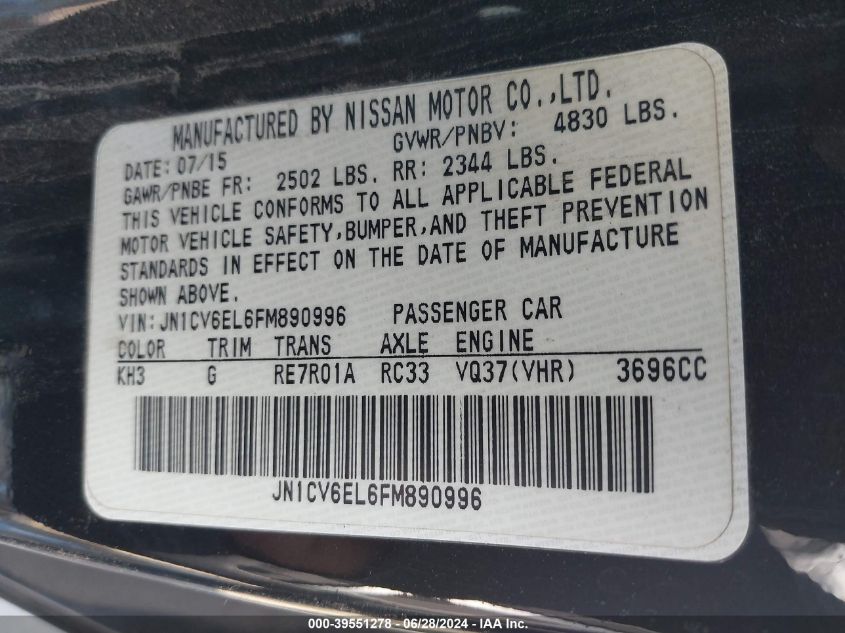 MANUFACTURED BY NISSAN MOTOR CO.,LTD.
DATE: 07/15 GVWR/PNBV: 4830 LBS.
GAWR/PNBE FR: 2502 LBS. RR: 2344 LBS.
THIS VEHICLE CONFORMS TO ALL APPLICABLE FEDERAL
MOTOR VEHICLE SAFETY,BUMPER,AND THEFT PREVENTION
STANDARDS IN EFFECT ON THE DATE OF MANUFACTURE
SHOWN ABOVE.
VIN:JN1CV6EL6FM890996 PASSENGER CAR
COLOR TRIM TRANS AXLE ENGINE
KH3 G RE7R01A RC33 VQ37(VHR) 3696CC
JN1CV6EL6FM890996
000-39551278 - 06/28/2024 - IAA Inc.